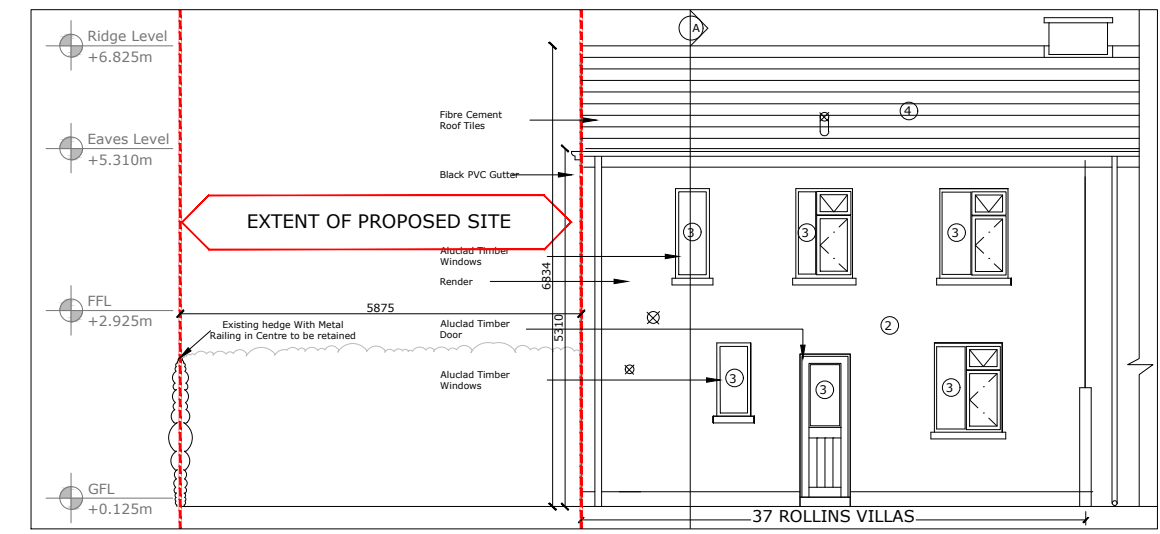 Ridge Level
+6.825m
Eaves Level
+5.310m
FFL
+2.925m
GFL
+0.125m
EXTENT OF PROPOSED SITE
5875
Existing hedge With Metal
Railing in Centre to be retained
Fibre Cement
Roof Tiles
Black PVC Gutter
Aluclad Timber
Windows
Render
Aluclad Timber
Door
Aluclad Timber
Windows
6834
5310
A
4
3
3
3
2
3
3
3
37 ROLLINS VILLAS